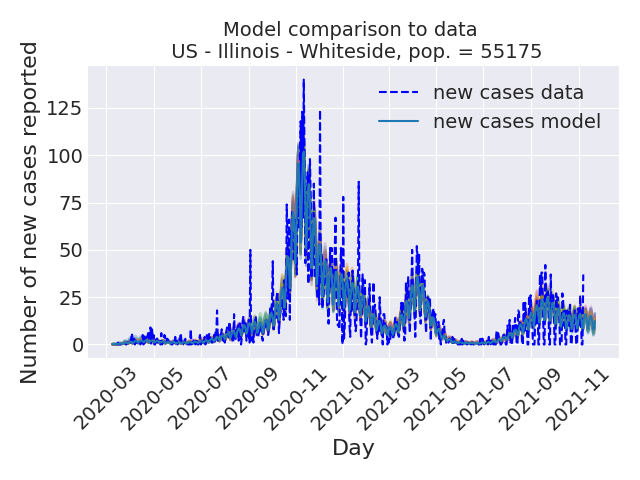 Model comparison to data
US - Illinois - Whiteside, pop. = 55175
Number of new cases reported
125
100
75
50
25
0
new cases data
new cases model
2020-03
2020-05
2020-07
2020-09
2020-11
2021-01
2021-03
2021-05
2021-07
2021-09
2021-11
Day